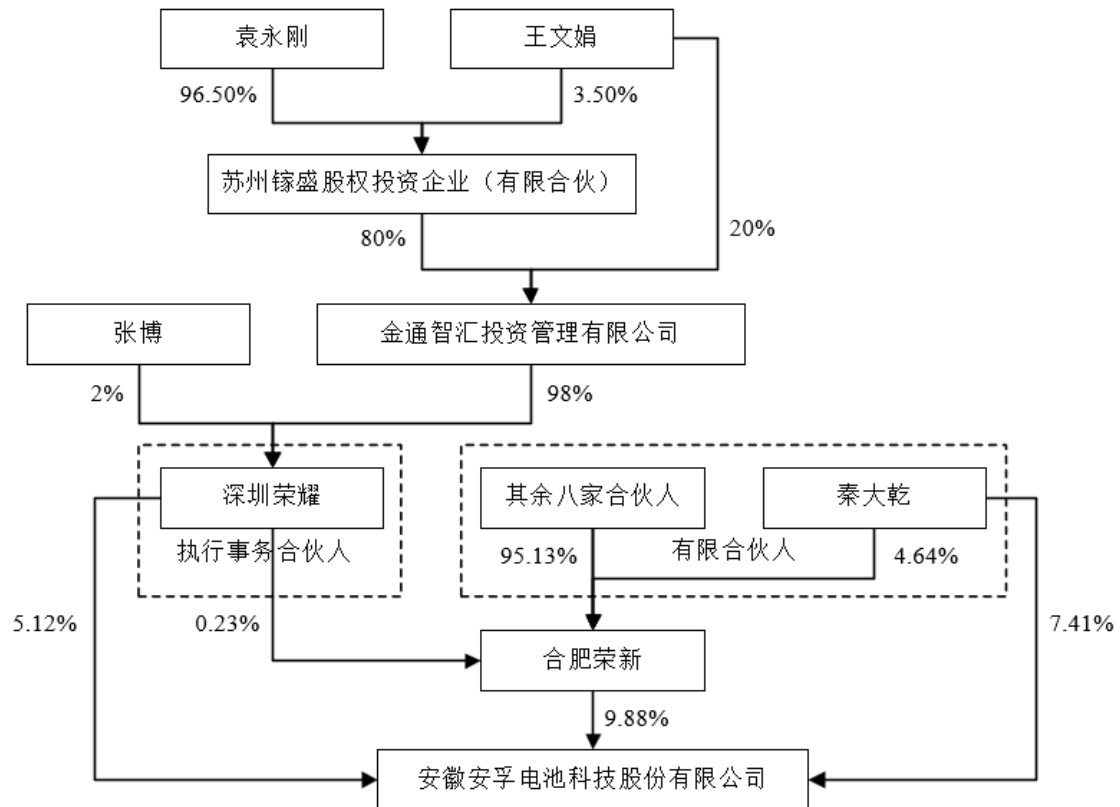 袁永刚
王文娟
96.50%
3.50%
苏州镓盛股权投资企业（有限合伙）
80%
20%
张博
金通智汇投资管理有限公司
2%
98%
深圳荣耀
其余八家合伙人
秦大乾
执行事务合伙人
95.13%
有限合伙人
4.64%
5.12%
0.23%
7.41%
合肥荣新
9.88%
安徽安孚电池科技股份有限公司